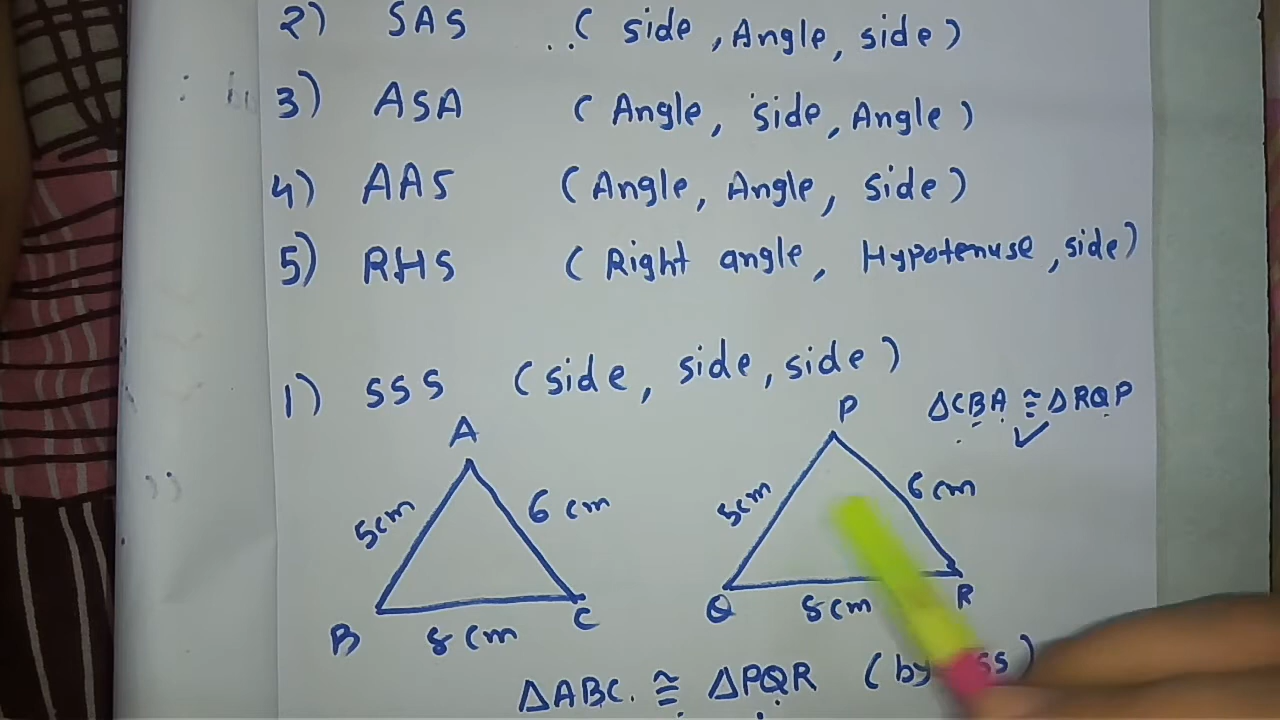 2) SAS (side, Angle, side)
3) ASA (Angle, side, Angle)
4) AAS (Angle, Angle, side)
5) RHS (Right angle, Hypotenuse, side)
1) SSS (side, side, side)
A P ΔCBA ≅ ΔRQP ✓
5cm 6 cm 5cm 6 cm
B 8 cm C Q 8 cm R
ΔABC. ≅ ΔPQR (by